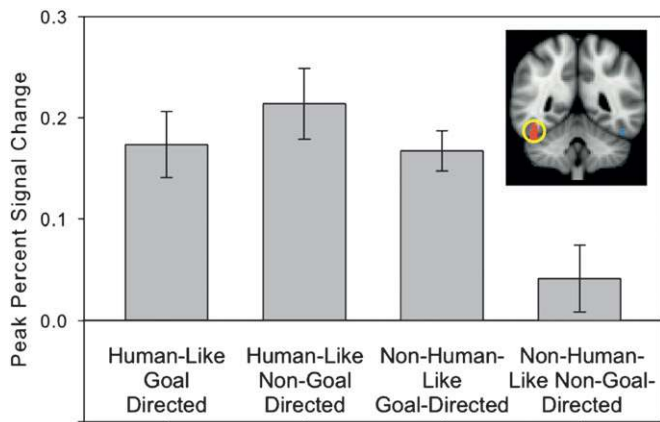 Peak Percent Signal Change
0.3
0.2
0.1
0.0
Human-Like
Goal
Directed
Human-Like
Non-Goal
Directed
Non-Human-
Like
Goal-Directed
Non-Human-
Like Non-Goal-
Directed